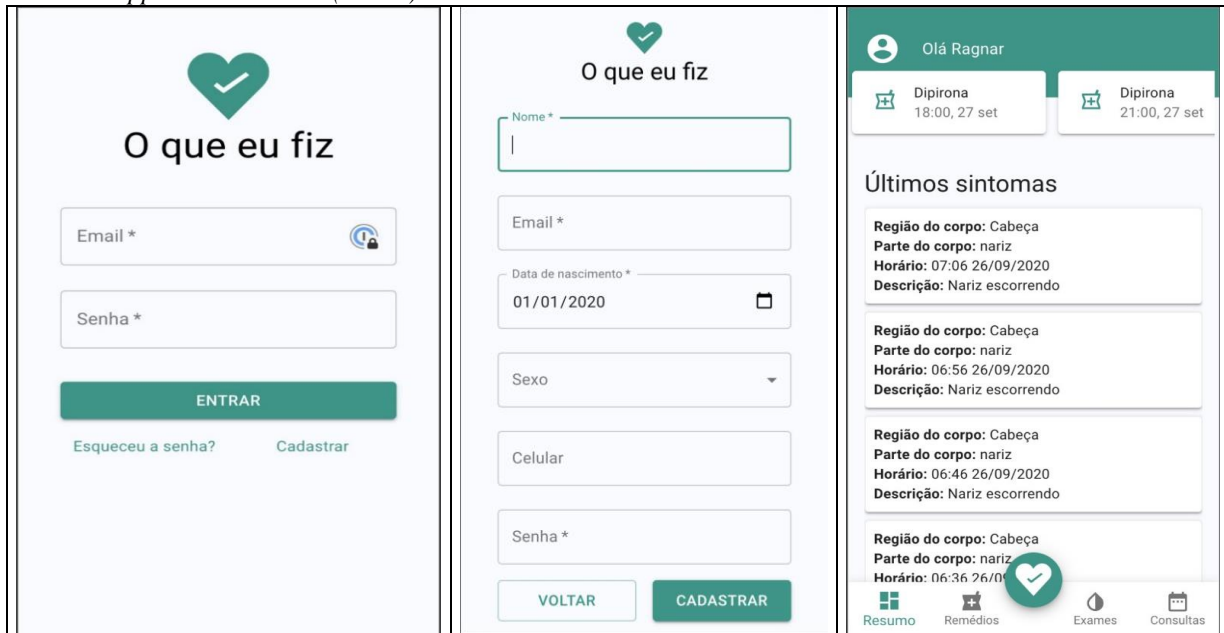 O que eu fiz
Email *
Senha *
ENTRAR
Esqueceu a senha? Cadastrar
O que eu fiz
Nome *
Email *
Data de nascimento *
01/01/2020
Sexo
Celular
Senha *
VOLTAR CADASTRAR
Olá Ragnar
Dipirona
18:00, 27 set
Dipirona
21:00, 27 set
Últimos sintomas
Região do corpo: Cabeça
Parte do corpo: nariz
Horário: 07:06 26/09/2020
Descrição: Nariz escorrendo
Região do corpo: Cabeça
Parte do corpo: nariz
Horário: 06:56 26/09/2020
Descrição: Nariz escorrendo
Região do corpo: Cabeça
Parte do corpo: nariz
Horário: 06:46 26/09/2020
Descrição: Nariz escorrendo
Região do corpo: Cabeça
Parte do corpo: nariz
Horário: 06:36 26/0
Resumo Remédios Exames Consultas